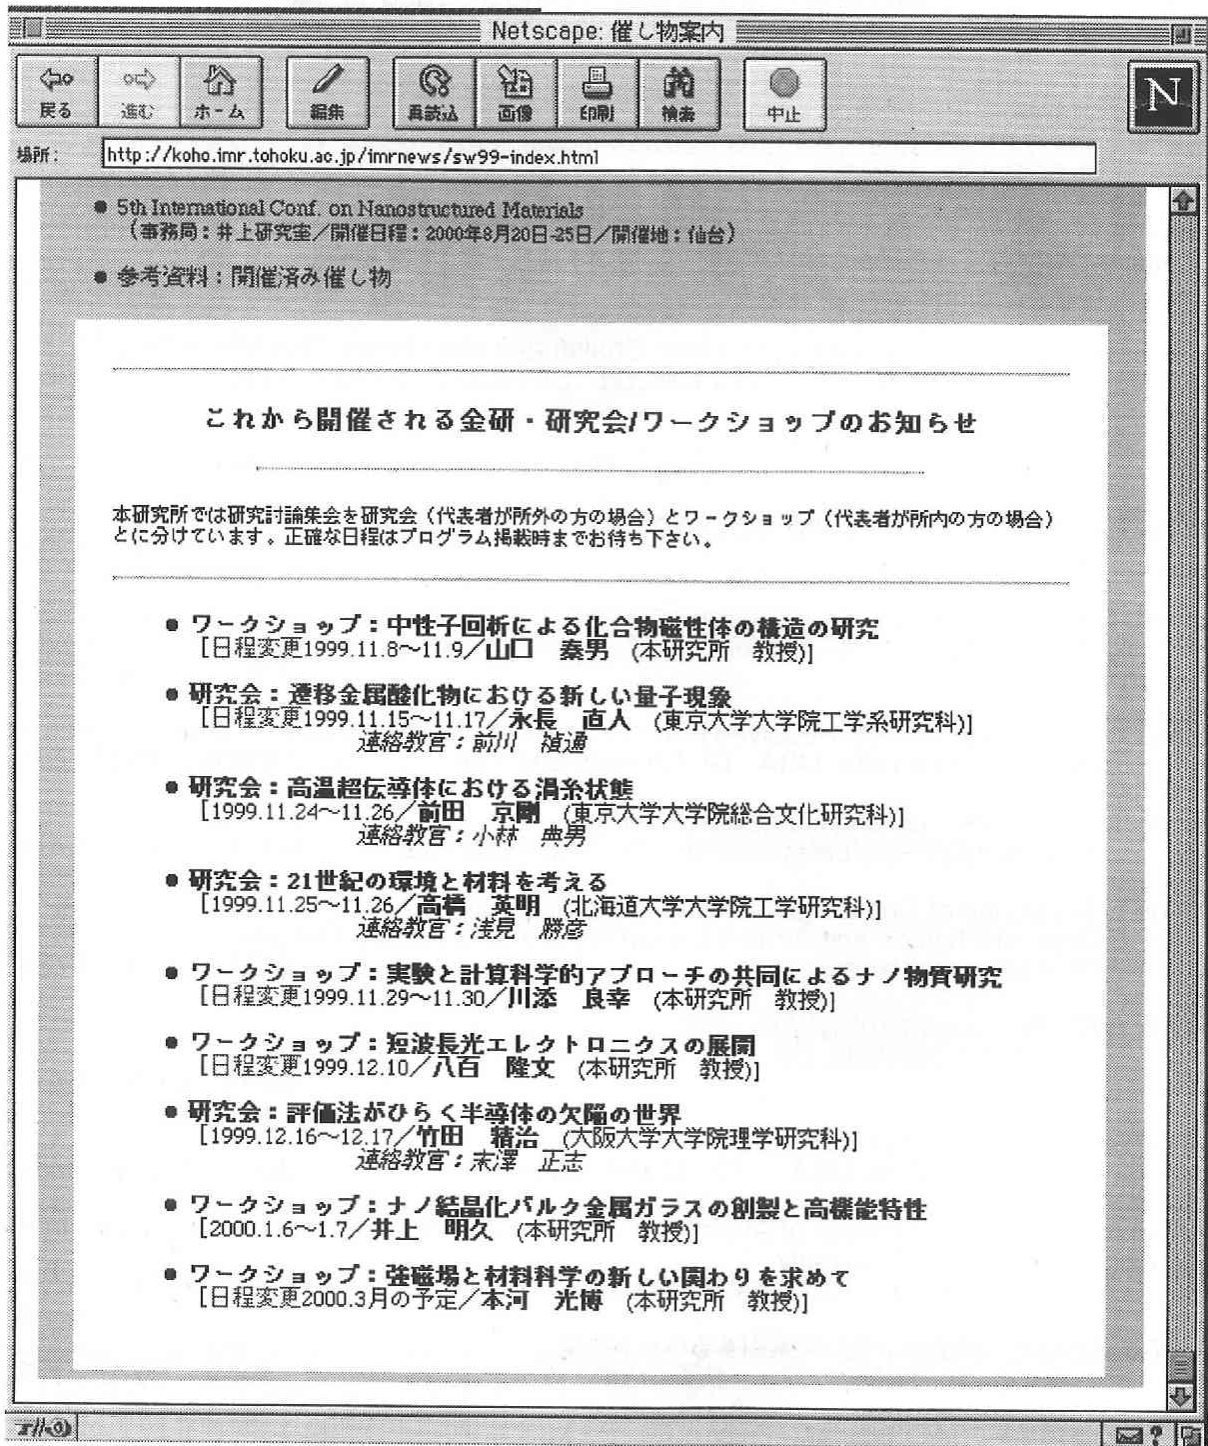 Netscape: 催し物案内
戻る 進む ホーム 編集 再読込 画像 印刷 検索 中止
N
場所： http://koho.imr.tohoku.ac.jp/imrnews/sw99-index.html
● 5th International Conf. on Nanostructured Materials
（事務局：井上研究室／開催日程：2000年8月20日-25日／開催地：仙台）
● 参考資料：開催済み催し物
これから開催される金研・研究会/ワークショップのお知らせ
本研究所では研究討論集会を研究会（代表者が所外の方の場合）とワークショップ（代表者が所内の方の場合）
とに分けています。正確な日程はプログラム掲載時までお待ち下さい。
● ワークショップ：中性子回析による化合物磁性体の構造の研究
[日程変更1999.11.8～11.9／山口　泰男　(本研究所　教授)]
● 研究会：遷移金属酸化物における新しい量子現象
[日程変更1999.11.15～11.17／永長　直人　(東京大学大学院工学系研究科)]
連絡教官：前川　禎通
● 研究会：高温超伝導体における渦糸状態
[1999.11.24～11.26／前田　京剛　(東京大学大学院総合文化研究科)]
連絡教官：小林　典男
● 研究会：21世紀の環境と材料を考える
[1999.11.25～11.26／高橋　英明　(北海道大学大学院工学研究科)]
連絡教官：浅見　勝彦
● ワークショップ：実験と計算科学的アプローチの共同によるナノ物質研究
[日程変更1999.11.29～11.30／川添　良幸　(本研究所　教授)]
● ワークショップ：短波長光エレクトロニクスの展開
[日程変更1999.12.10／八百　隆文　(本研究所　教授)]
● 研究会：評価法がひらく半導体の欠陥の世界
[1999.12.16～12.17／竹田　精治　(大阪大学大学院理学研究科)]
連絡教官：末澤　正志
● ワークショップ：ナノ結晶化バルク金属ガラスの創製と高機能特性
[2000.1.6～1.7／井上　明久　(本研究所　教授)]
● ワークショップ：強磁場と材料科学の新しい関わりを求めて
[日程変更2000.3月の予定／本河　光博　(本研究所　教授)]